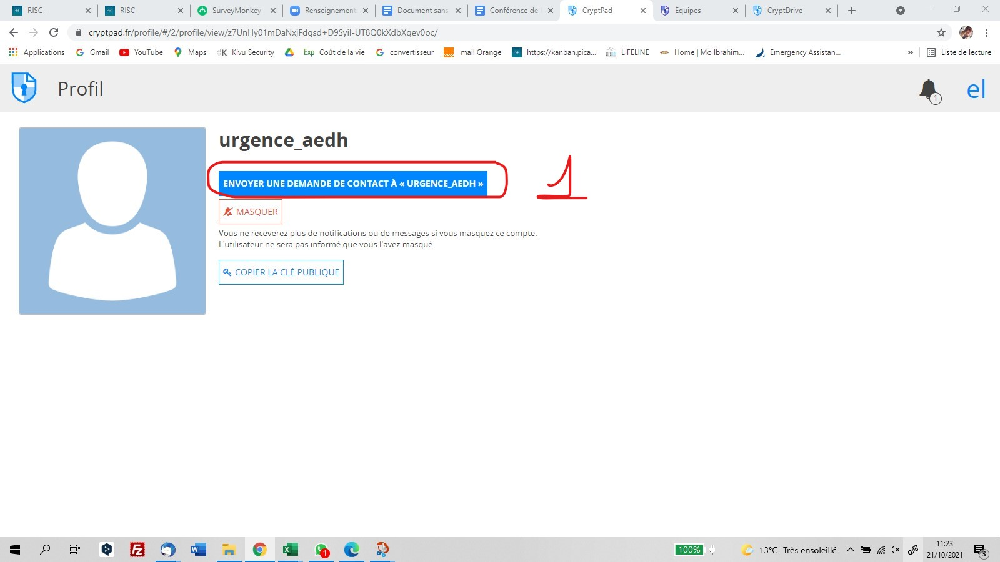 RISC -
RISC -
SurveyMonkey
Renseignement
Document sans
Conférence de
CryptPad
Équipes
CryptDrive
cryptpad.fr/profile/#/2/profile/view/z7UnHy01mDaNxjFdgsd+D9SyiI-UT8Q0kXdbXqev0oc/
Applications
Gmail
YouTube
Maps
Kivu Security
Exp Coût de la vie
convertisseur
mail Orange
https://kanban.pica...
LIFELINE
Home | Mo Ibrahim...
Emergency Assistan...
»
Liste de lecture
Profil
1
el
urgence_aedh
ENVOYER UNE DEMANDE DE CONTACT À « URGENCE_AEDH »
1
MASQUER
Vous ne receverez plus de notifications ou de messages si vous masquez ce compte.
L'utilisateur ne sera pas informé que vous l'avez masqué.
COPIER LA CLÉ PUBLIQUE
1
100%
13°C Très ensoleillé
11:23
21/10/2021
3